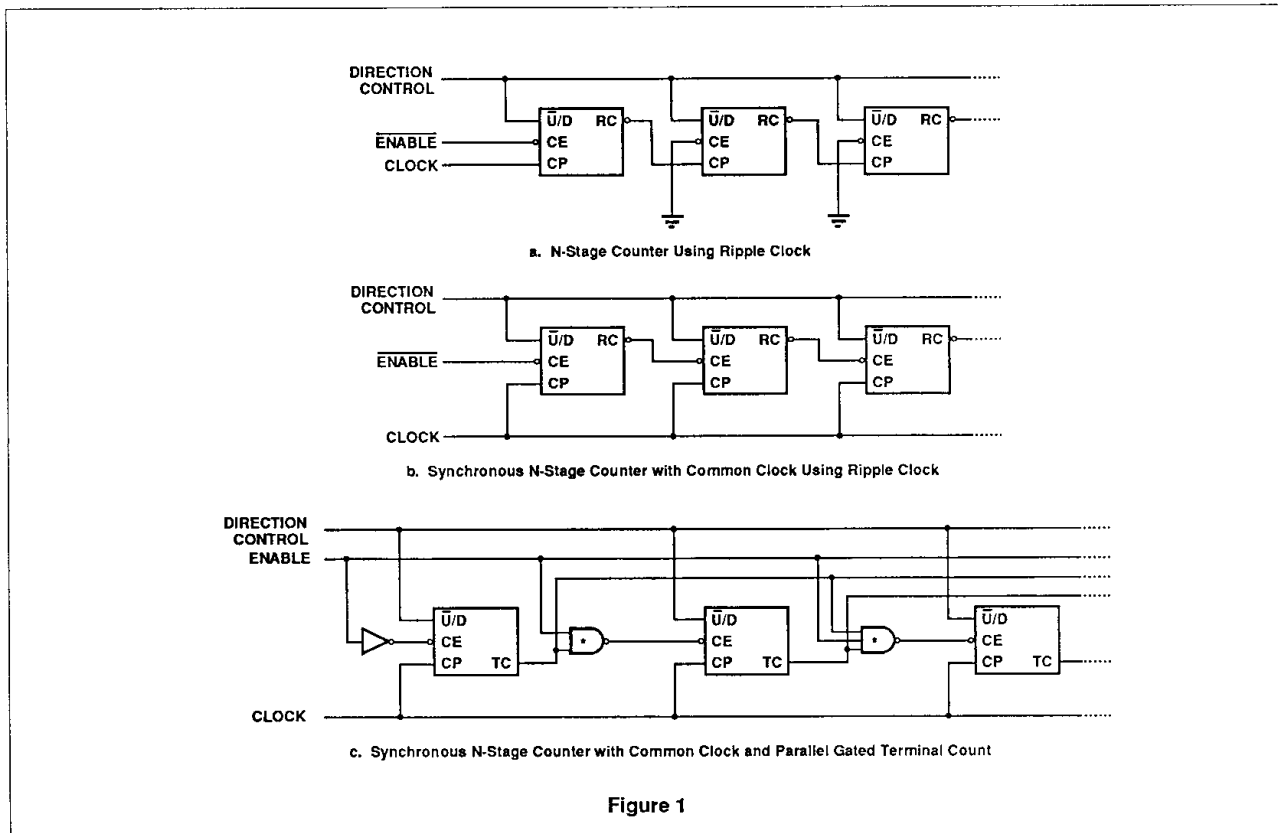 DIRECTION
CONTROL
U̅/D RC U̅/D RC U̅/D RC
E̅N̅A̅B̅L̅E̅ CE CE CE
CLOCK CP CP CP
a. N-Stage Counter Using Ripple Clock
DIRECTION
CONTROL
U̅/D RC U̅/D RC U̅/D RC
E̅N̅A̅B̅L̅E̅ CE CE CE
CP CP CP
CLOCK
b. Synchronous N-Stage Counter with Common Clock Using Ripple Clock
DIRECTION
CONTROL
ENABLE
U̅/D U̅/D U̅/D
CE * CE * CE
CP TC CP TC CP TC
CLOCK
c. Synchronous N-Stage Counter with Common Clock and Parallel Gated Terminal Count
Figure 1